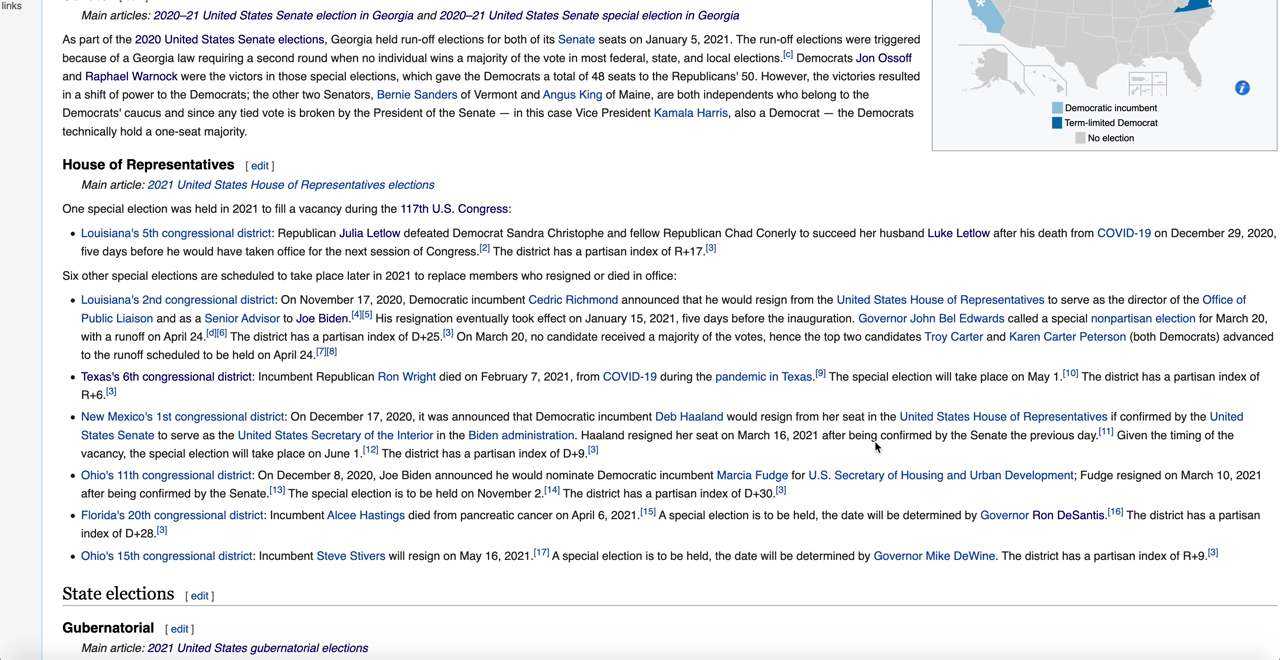 links
Main articles: 2020–21 United States Senate election in Georgia and 2020–21 United States Senate special election in Georgia
As part of the 2020 United States Senate elections, Georgia held run-off elections for both of its Senate seats on January 5, 2021. The run-off elections were triggered
because of a Georgia law requiring a second round when no individual wins a majority of the vote in most federal, state, and local elections.[c] Democrats Jon Ossoff
and Raphael Warnock were the victors in those special elections, which gave the Democrats a total of 48 seats to the Republicans' 50. However, the victories resulted
in a shift of power to the Democrats; the other two Senators, Bernie Sanders of Vermont and Angus King of Maine, are both independents who belong to the
Democrats' caucus and since any tied vote is broken by the President of the Senate — in this case Vice President Kamala Harris, also a Democrat — the Democrats
technically hold a one-seat majority.
Democratic incumbent
Term-limited Democrat
No election
House of Representatives [ edit ]
Main article: 2021 United States House of Representatives elections
One special election was held in 2021 to fill a vacancy during the 117th U.S. Congress:
• Louisiana's 5th congressional district: Republican Julia Letlow defeated Democrat Sandra Christophe and fellow Republican Chad Conerly to succeed her husband Luke Letlow after his death from COVID-19 on December 29, 2020,
five days before he would have taken office for the next session of Congress.[2] The district has a partisan index of R+17.[3]
Six other special elections are scheduled to take place later in 2021 to replace members who resigned or died in office:
• Louisiana's 2nd congressional district: On November 17, 2020, Democratic incumbent Cedric Richmond announced that he would resign from the United States House of Representatives to serve as the director of the Office of
Public Liaison and as a Senior Advisor to Joe Biden.[4][5] His resignation eventually took effect on January 15, 2021, five days before the inauguration. Governor John Bel Edwards called a special nonpartisan election for March 20,
with a runoff on April 24.[d][6] The district has a partisan index of D+25.[3] On March 20, no candidate received a majority of the votes, hence the top two candidates Troy Carter and Karen Carter Peterson (both Democrats) advanced
to the runoff scheduled to be held on April 24.[7][8]
• Texas's 6th congressional district: Incumbent Republican Ron Wright died on February 7, 2021, from COVID-19 during the pandemic in Texas.[9] The special election will take place on May 1.[10] The district has a partisan index of
R+6.[3]
• New Mexico's 1st congressional district: On December 17, 2020, it was announced that Democratic incumbent Deb Haaland would resign from her seat in the United States House of Representatives if confirmed by the United
States Senate to serve as the United States Secretary of the Interior in the Biden administration. Haaland resigned her seat on March 16, 2021 after being confirmed by the Senate the previous day.[11] Given the timing of the
vacancy, the special election will take place on June 1.[12] The district has a partisan index of D+9.[3]
• Ohio's 11th congressional district: On December 8, 2020, Joe Biden announced he would nominate Democratic incumbent Marcia Fudge for U.S. Secretary of Housing and Urban Development; Fudge resigned on March 10, 2021
after being confirmed by the Senate.[13] The special election is to be held on November 2.[14] The district has a partisan index of D+30.[3]
• Florida's 20th congressional district: Incumbent Alcee Hastings died from pancreatic cancer on April 6, 2021.[15] A special election is to be held, the date will be determined by Governor Ron DeSantis.[16] The district has a partisan
index of D+28.[3]
• Ohio's 15th congressional district: Incumbent Steve Stivers will resign on May 16, 2021.[17] A special election is to be held, the date will be determined by Governor Mike DeWine. The district has a partisan index of R+9.[3]
State elections [ edit ]
Gubernatorial [ edit ]
Main article: 2021 United States gubernatorial elections